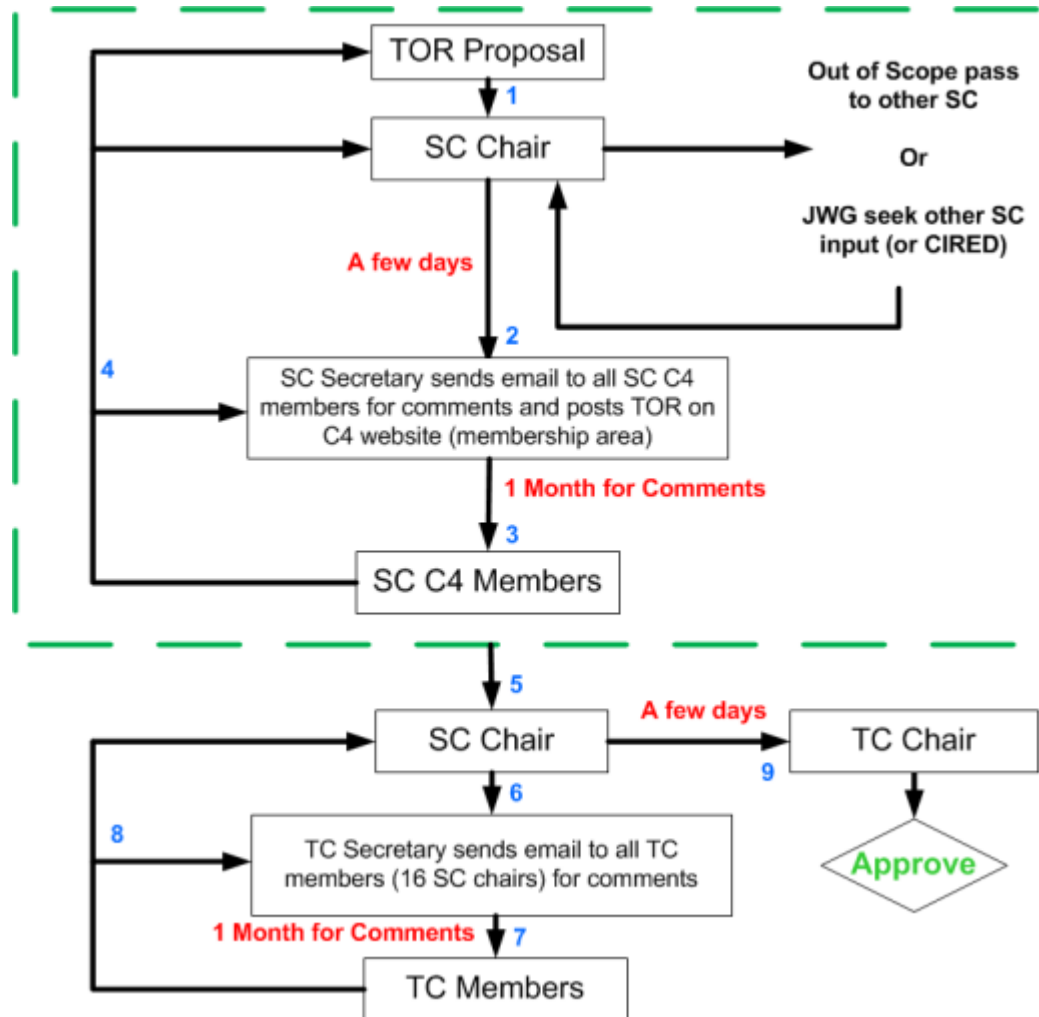 TOR Proposal
1
SC Chair
Out of Scope pass
to other SC
Or
JWG seek other SC
input (or CIRED)
A few days
2
4
SC Secretary sends email to all SC C4
members for comments and posts TOR on
C4 website (membership area)
1 Month for Comments
3
SC C4 Members
5
SC Chair
A few days
9
TC Chair
6
8
TC Secretary sends email to all TC
members (16 SC chairs) for comments
Approve
1 Month for Comments
7
TC Members